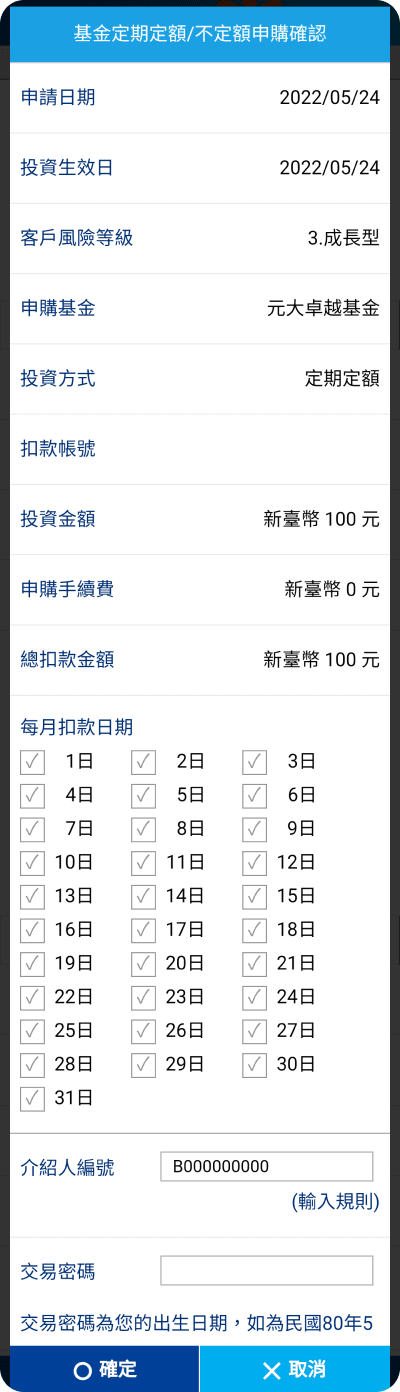 基金定期定額/不定額申購確認
申請日期 2022/05/24
投資生效日 2022/05/24
客戶風險等級 3.成長型
申購基金 元大卓越基金
投資方式 定期定額
扣款帳號
投資金額 新臺幣 100 元
申購手續費 新臺幣 0 元
總扣款金額 新臺幣 100 元
每月扣款日期
1日 2日 3日
4日 5日 6日
7日 8日 9日
10日 11日 12日
13日 14日 15日
16日 17日 18日
19日 20日 21日
22日 23日 24日
25日 26日 27日
28日 29日 30日
31日
介紹人編號 B000000000
(輸入規則)
交易密碼
交易密碼為您的出生日期，如為民國80年5
確定 取消